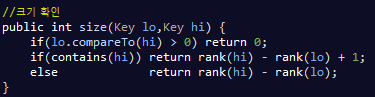 //크기 확인
public int size(Key lo,Key hi) {
    if(lo.compareTo(hi) > 0) return 0;
    if(contains(hi)) return rank(hi) - rank(lo) + 1;
    else             return rank(hi) - rank(lo);
}